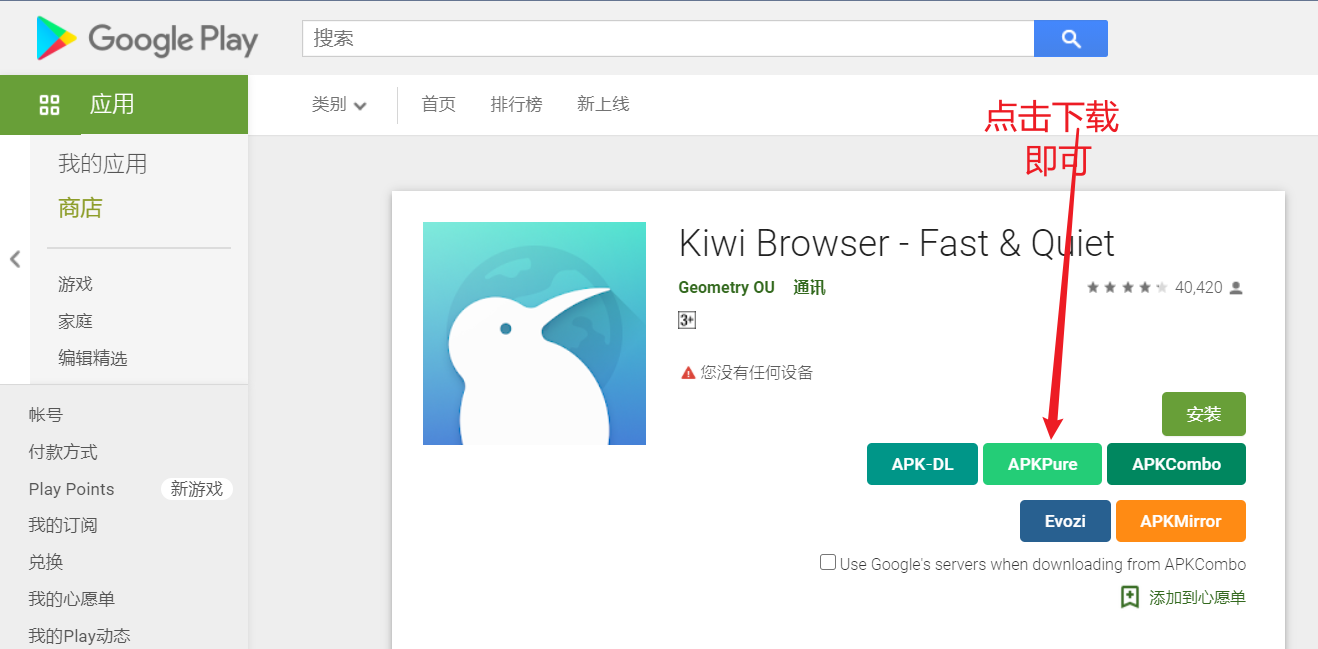 Google Play
搜索
应用
类别
首页
排行榜
新上线
点击下载
即可
我的应用
商店
游戏
家庭
编辑精选
帐号
付款方式
Play Points
新游戏
我的订阅
兑换
我的心愿单
我的Play动态
Kiwi Browser - Fast & Quiet
Geometry OU 通讯
40,420
3+
您没有任何设备
安装
APK-DL
APKPure
APKCombo
Evozi
APKMirror
Use Google's servers when downloading from APKCombo
添加到心愿单